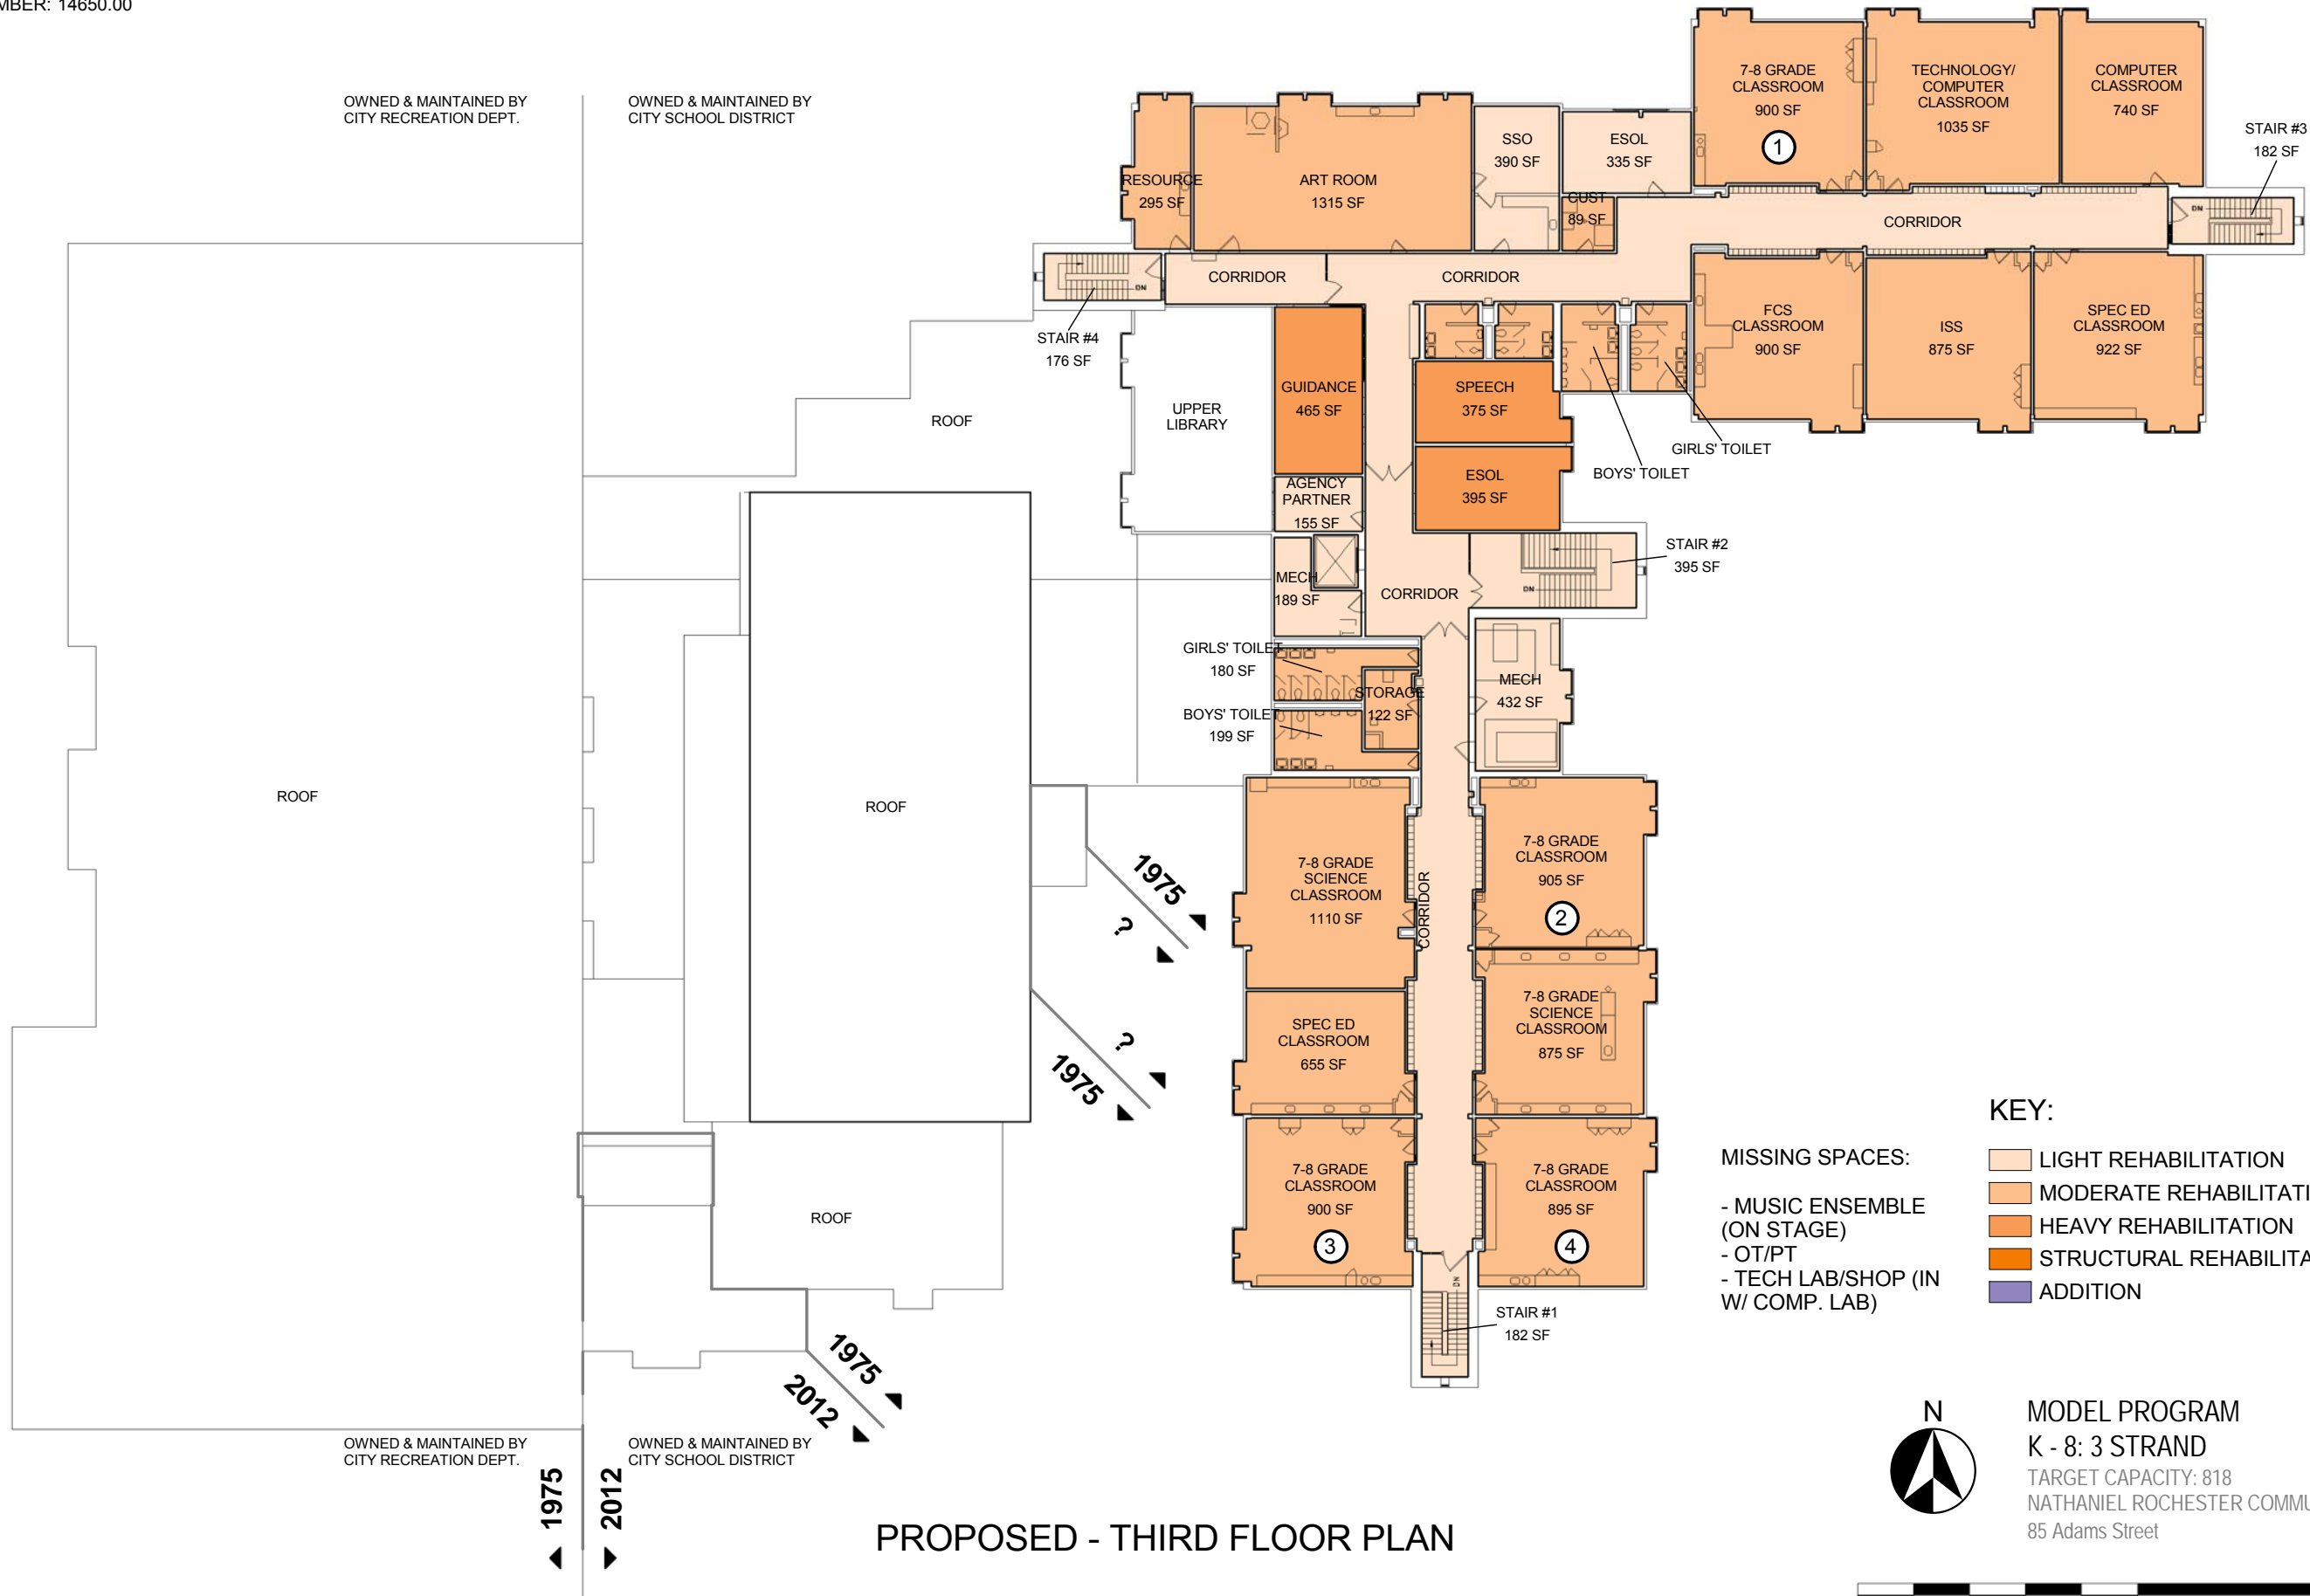 MBER: 14650.00
OWNED & MAINTAINED BY
CITY RECREATION DEPT.
OWNED & MAINTAINED BY
CITY SCHOOL DISTRICT
RESOURCE
295 SF
ART ROOM
1315 SF
SSO
390 SF
ESOL
335 SF
CUST
89 SF
7-8 GRADE
CLASSROOM
900 SF
1
TECHNOLOGY/
COMPUTER
CLASSROOM
1035 SF
COMPUTER
CLASSROOM
740 SF
STAIR #3
182 SF
DN
CORRIDOR
CORRIDOR
CORRIDOR
DN
STAIR #4
176 SF
FCS
CLASSROOM
900 SF
ISS
875 SF
SPEC ED
CLASSROOM
922 SF
GUIDANCE
465 SF
SPEECH
375 SF
UPPER
LIBRARY
ROOF
GIRLS' TOILET
BOYS' TOILET
AGENCY
PARTNER
155 SF
ESOL
395 SF
STAIR #2
395 SF
DN
MECH
189 SF
CORRIDOR
GIRLS' TOILET
180 SF
STORAGE
122 SF
BOYS' TOILET
199 SF
MECH
432 SF
ROOF
ROOF
1975
?
?
1975
7-8 GRADE
SCIENCE
CLASSROOM
1110 SF
CORRIDOR
7-8 GRADE
CLASSROOM
905 SF
2
SPEC ED
CLASSROOM
655 SF
7-8 GRADE
SCIENCE
CLASSROOM
875 SF
7-8 GRADE
CLASSROOM
900 SF
3
7-8 GRADE
CLASSROOM
895 SF
4
DN
STAIR #1
182 SF
ROOF
1975
2012
MISSING SPACES:
- MUSIC ENSEMBLE
(ON STAGE)
- OT/PT
- TECH LAB/SHOP (IN
W/ COMP. LAB)
KEY:
LIGHT REHABILITATION
MODERATE REHABILITATI
HEAVY REHABILITATION
STRUCTURAL REHABILITA
ADDITION
OWNED & MAINTAINED BY
CITY RECREATION DEPT.
OWNED & MAINTAINED BY
CITY SCHOOL DISTRICT
1975
2012
PROPOSED - THIRD FLOOR PLAN
N
MODEL PROGRAM
K - 8: 3 STRAND
TARGET CAPACITY: 818
NATHANIEL ROCHESTER COMMU
85 Adams Street